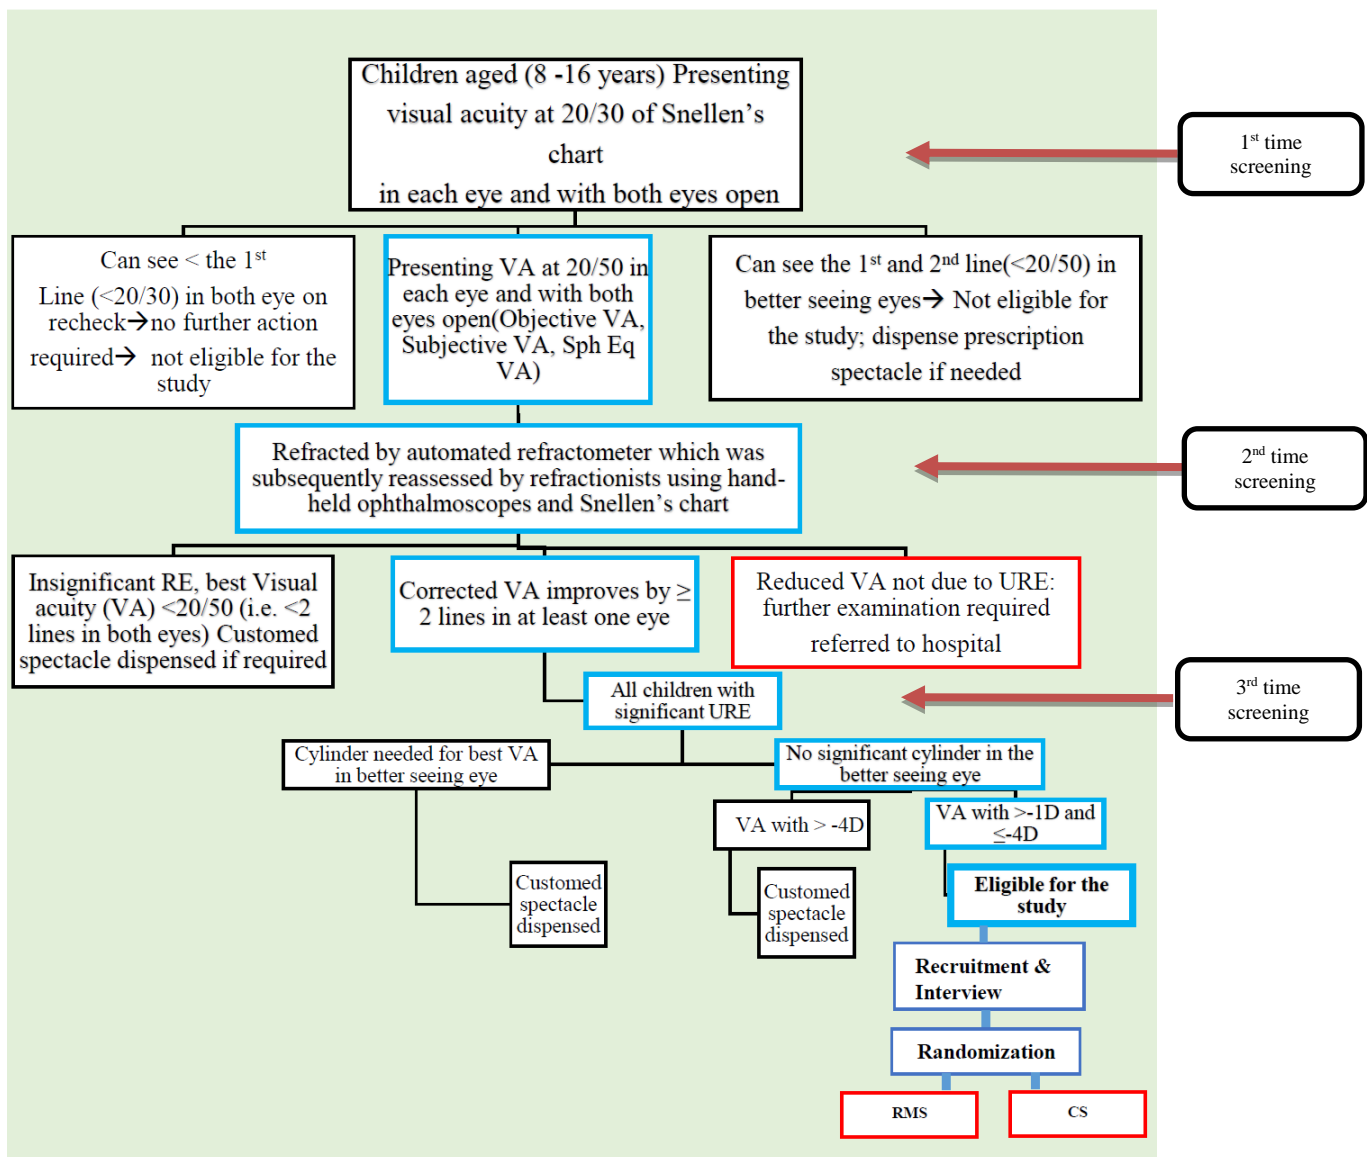 Children aged (8 -16 years) Presenting
visual acuity at 20/30 of Snellen’s
chart
in each eye and with both eyes open
1st time
screening
Can see < the 1st
Line (<20/30) in both eye on
recheck→no further action
required→ not eligible for the
study
Presenting VA at 20/50 in
each eye and with both
eyes open(Objective VA,
Subjective VA, Sph Eq
VA)
Can see the 1st and 2nd line(<20/50) in
better seeing eyes→ Not eligible for
the study; dispense prescription
spectacle if needed
Refracted by automated refractometer which was
subsequently reassessed by refractionists using hand-
held ophthalmoscopes and Snellen’s chart
2nd time
screening
Insignificant RE, best Visual
acuity (VA) <20/50 (i.e. <2
lines in both eyes) Customed
spectacle dispensed if required
Corrected VA improves by ≥
2 lines in at least one eye
Reduced VA not due to URE:
further examination required
referred to hospital
All children with
significant URE
3rd time
screening
Cylinder needed for best VA
in better seeing eye
No significant cylinder in the
better seeing eye
VA with > -4D
VA with >-1D and
≤-4D
Customed
spectacle
dispensed
Customed
spectacle
dispensed
Eligible for the
study
Recruitment &
Interview
Randomization
RMS
CS